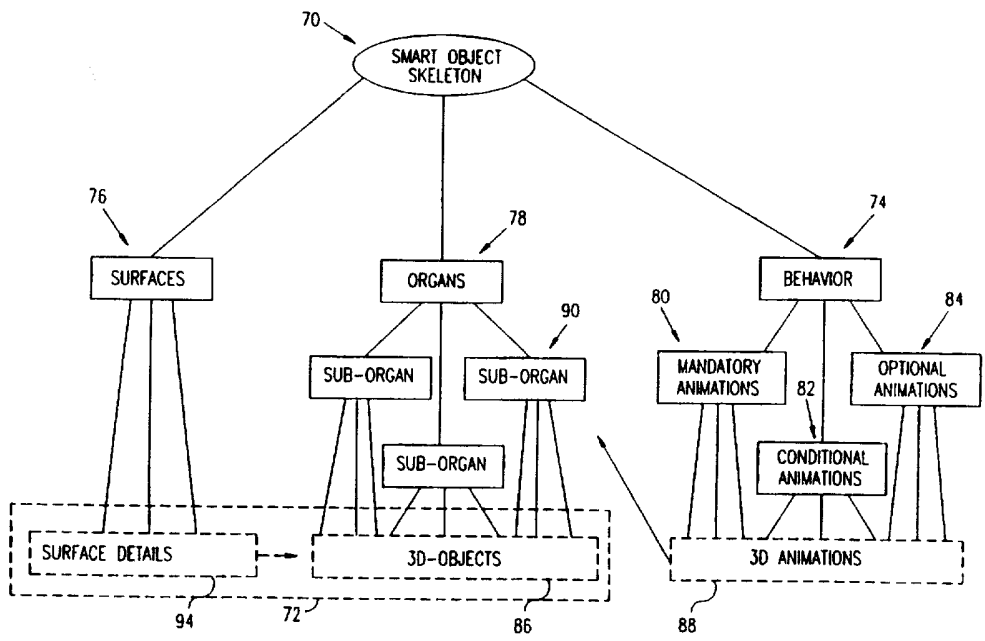 70
SMART OBJECT
SKELETON
76
78
74
SURFACES
ORGANS
BEHAVIOR
90
80
84
SUB-ORGAN
SUB-ORGAN
MANDATORY
ANIMATIONS
82
OPTIONAL
ANIMATIONS
SUB-ORGAN
CONDITIONAL
ANIMATIONS
SURFACE DETAILS
3D-OBJECTS
3D ANIMATIONS
94
72
86
88